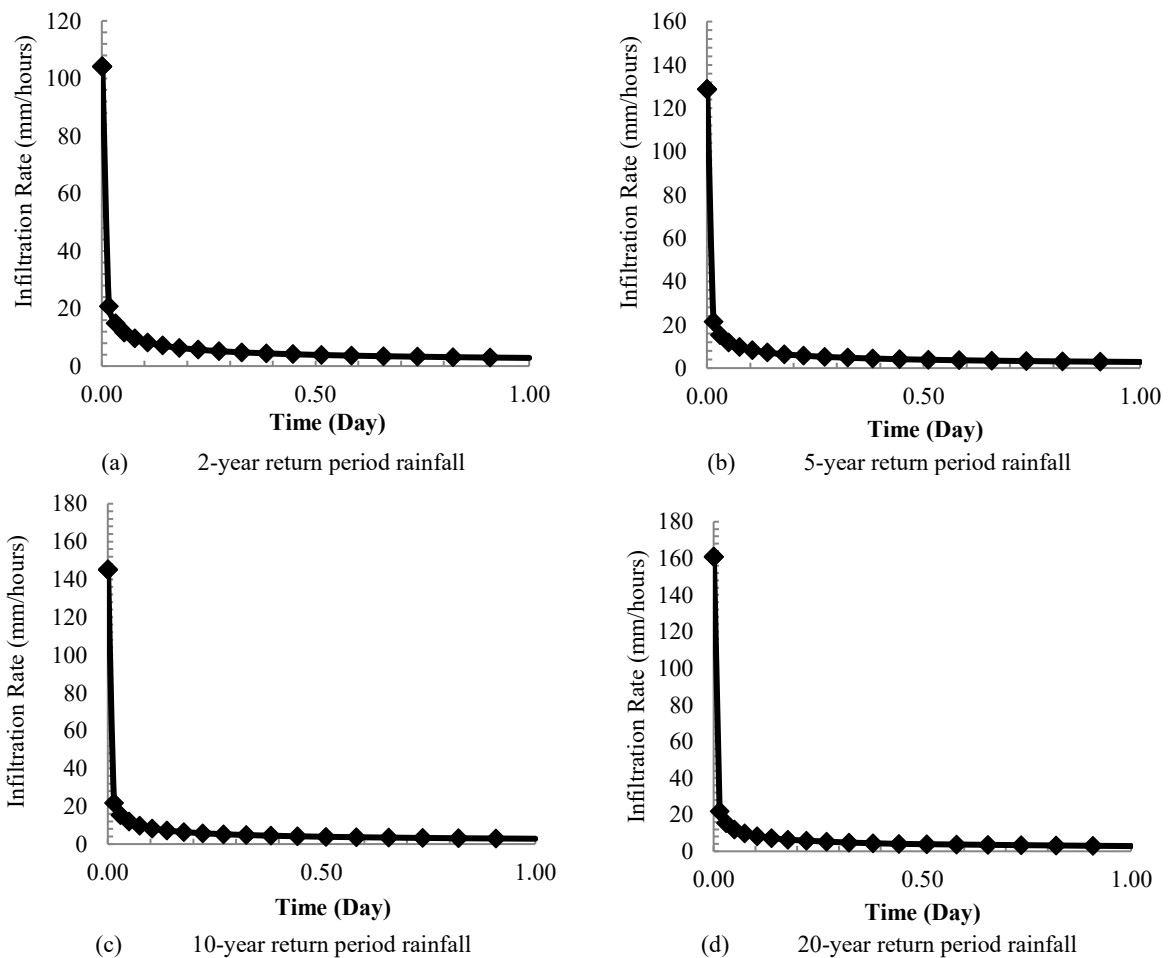 Infiltration Rate (mm/hours)
120
100
80
60
40
20
0
0.00 0.50 1.00
Time (Day)
(a) 2-year return period rainfall
Infiltration Rate (mm/hours)
160
140
120
100
80
60
40
20
0
0.00 0.50 1.00
Time (Day)
(b) 5-year return period rainfall
Infiltration Rate (mm/hours)
180
160
140
120
100
80
60
40
20
0
0.00 0.50 1.00
Time (Day)
(c) 10-year return period rainfall
Infiltration Rate (mm/hours)
180
160
140
120
100
80
60
40
20
0
0.00 0.50 1.00
Time (Day)
(d) 20-year return period rainfall